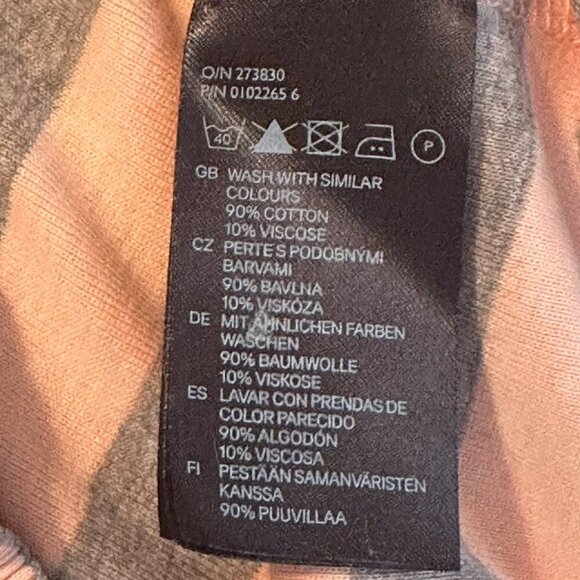 O/N 273830
P/N 0102265 6
40 P
GB WASH WITH SIMILAR
COLOURS
90% COTTON
10% VISCOSE
CZ PERTE S PODOBNÝMI
BARVAMI
90% BAVLNA
10% VISKÓZA
DE MIT ÄHNLICHEN FARBEN
WASCHEN
90% BAUMWOLLE
10% VISKOSE
ES LAVAR CON PRENDAS DE
COLOR PARECIDO
90% ALGODÓN
10% VISCOSA
FI PESTÄÄN SAMANVÄRISTEN
KANSSA
90% PUUVILLAA